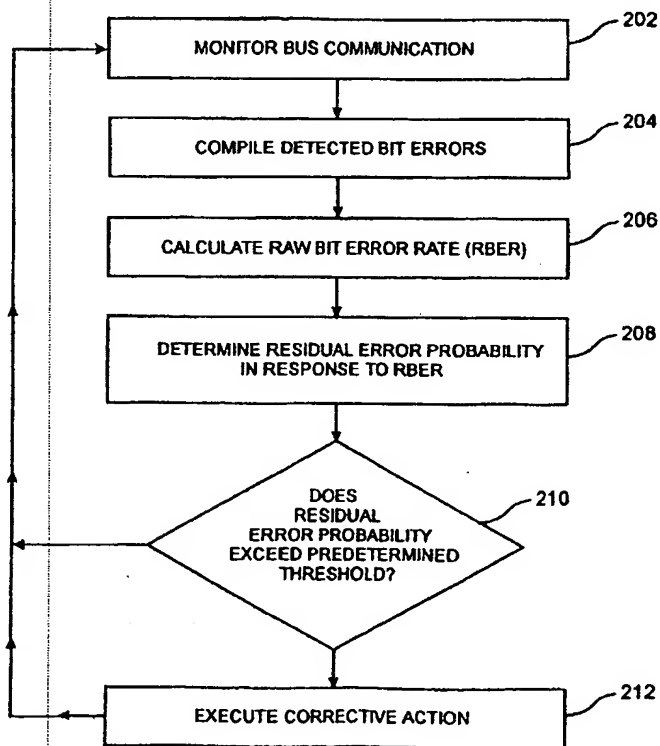 202
MONITOR BUS COMMUNICATION
204
COMPILE DETECTED BIT ERRORS
206
CALCULATE RAW BIT ERROR RATE (RBER)
208
DETERMINE RESIDUAL ERROR PROBABILITY
IN RESPONSE TO RBER
210
DOES
RESIDUAL
ERROR PROBABILITY
EXCEED PREDETERMINED
THRESHOLD?
212
EXECUTE CORRECTIVE ACTION